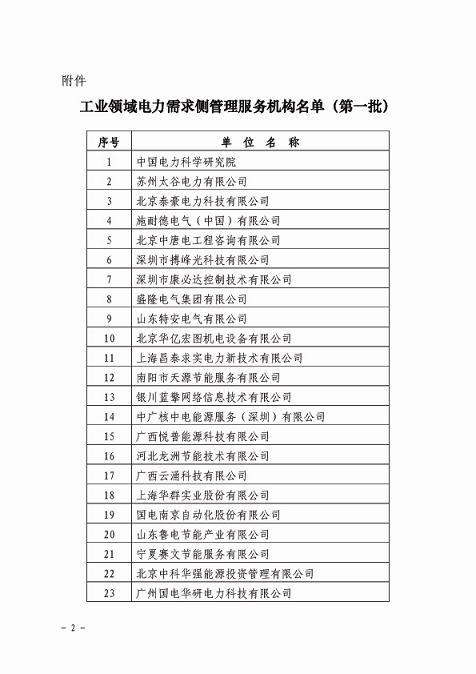 附件
工业领域电力需求侧管理服务机构名单（第一批）
序号 单 位 名 称
1 中国电力科学研究院
2 苏州太谷电力有限公司
3 北京泰豪电力科技有限公司
4 施耐德电气（中国）有限公司
5 北京中唐电工程咨询有限公司
6 深圳市搏峰光科技有限公司
7 深圳市康必达控制技术有限公司
8 盛隆电气集团有限公司
9 山东特安电气有限公司
10 北京华亿宏图机电设备有限公司
11 上海昌泰求实电力新技术有限公司
12 南阳市天源节能服务有限公司
13 银川蓝擎网络信息技术有限公司
14 中广核中电能源服务（深圳）有限公司
15 广西悦普能源科技有限公司
16 河北龙洲节能技术有限公司
17 广西云涌科技有限公司
18 上海华群实业股份有限公司
19 国电南京自动化股份有限公司
20 山东鲁电节能产业有限公司
21 宁夏赛文节能服务有限公司
22 北京中科华强能源投资管理有限公司
23 广州国电华研电力科技有限公司
－ 2 －